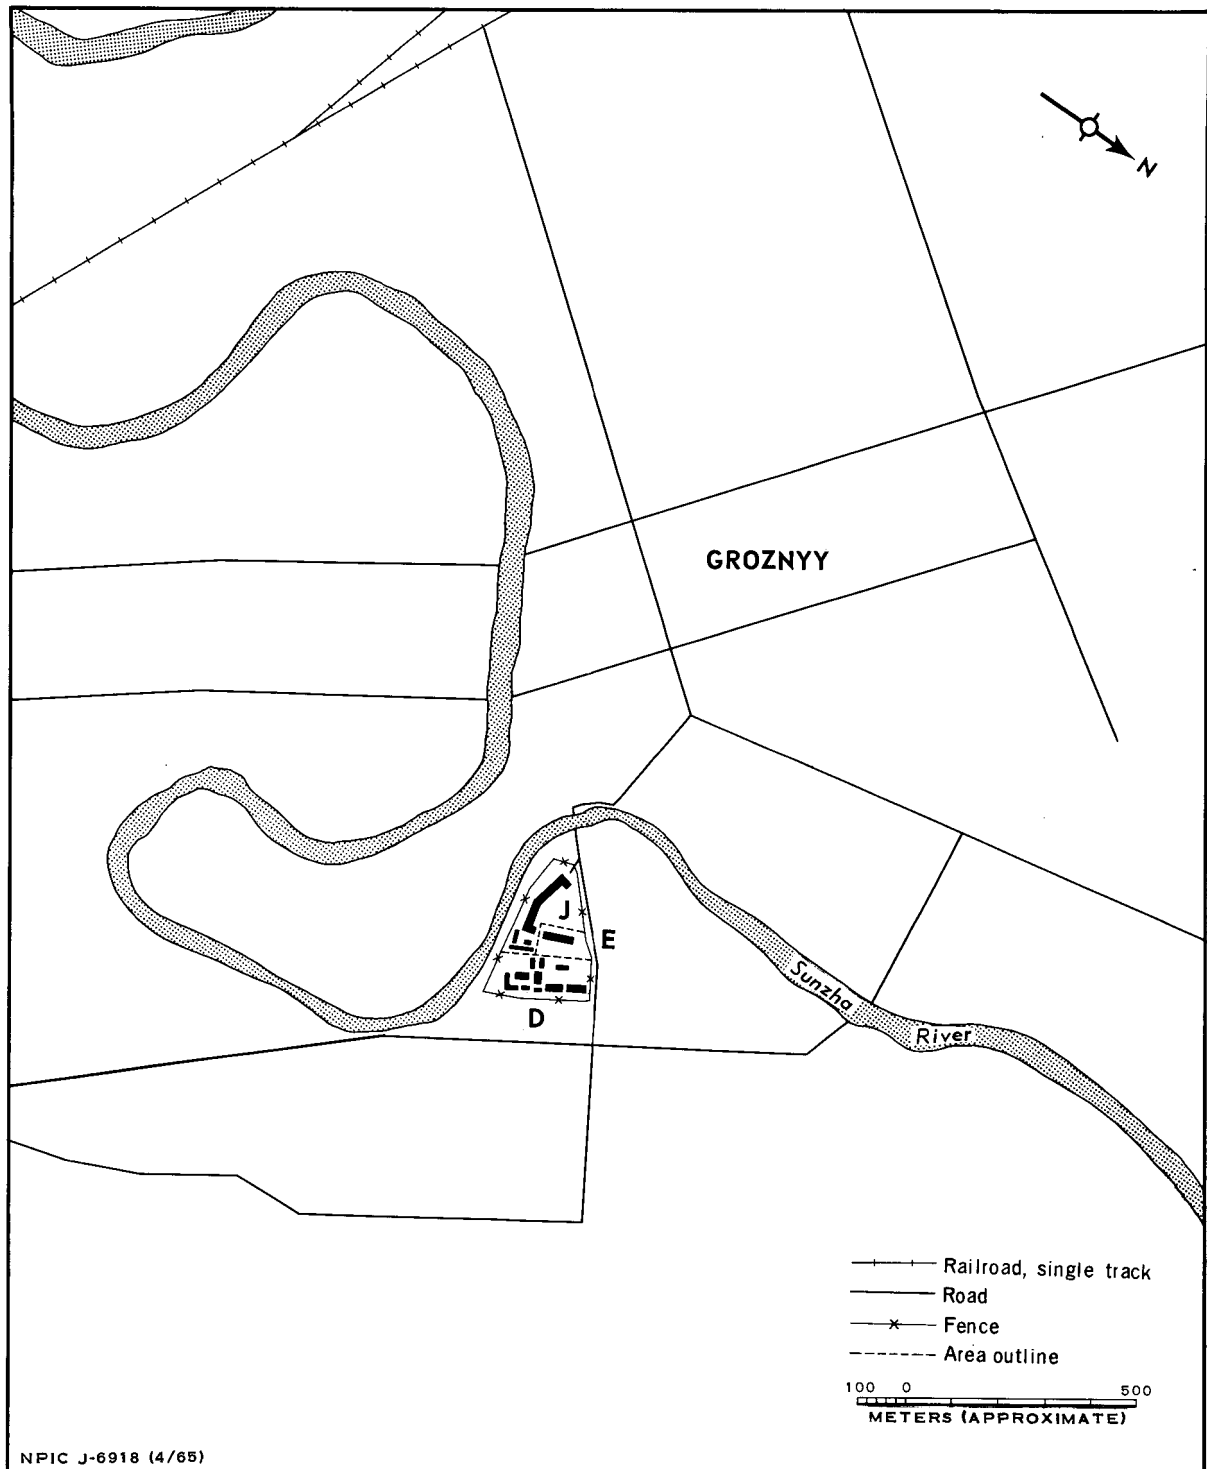 N
GROZNYY
J
E
D
Sunzha River
Railroad, single track
Road
Fence
Area outline
100 0 500
METERS (APPROXIMATE)
NPIC J-6918 (4/65)